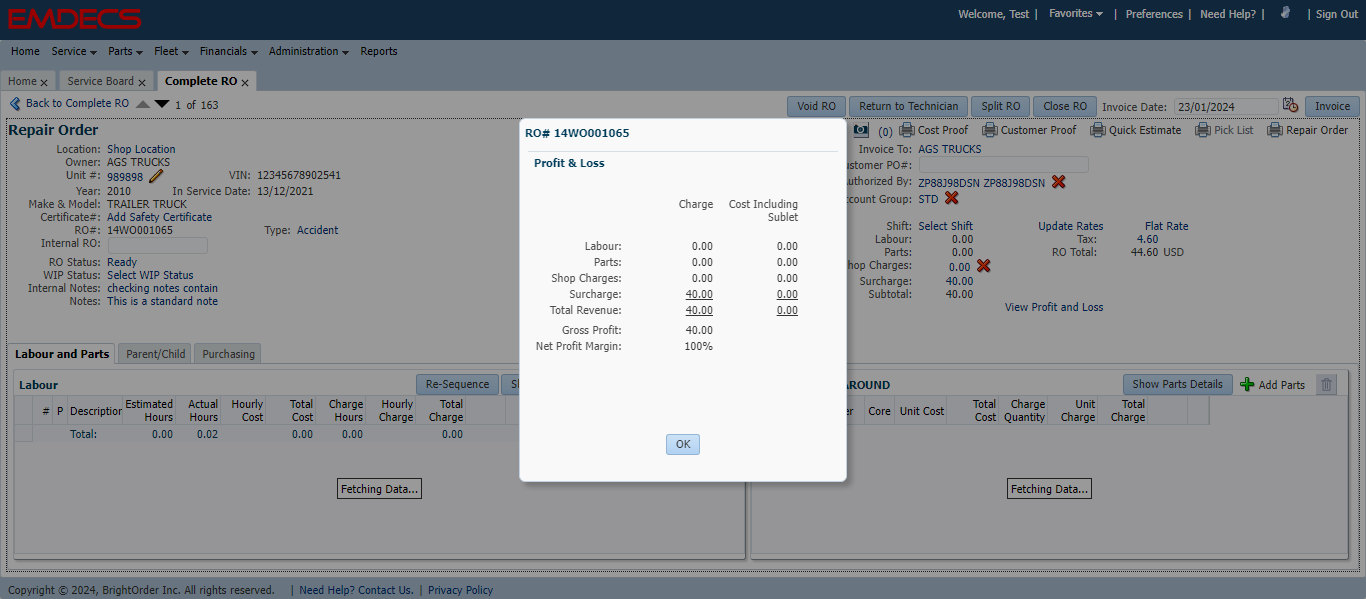 EMDECS
Welcome, Test | Favorites | Preferences | Need Help? | | Sign Out
Home Service Parts Fleet Financials Administration Reports
Home x Service Board x Complete RO x
Back to Complete RO 1 of 163 Void RO Return to Technician Split RO Close RO Invoice Date: 23/01/2024 Invoice
Repair Order
(0) Cost Proof Customer Proof Quick Estimate Pick List Repair Order
Location: Shop Location
Owner: AGS TRUCKS
Unit #: 989898 VIN: 12345678902541
Year: 2010 In Service Date: 13/12/2021
Make & Model: TRAILER TRUCK
Certificate#: Add Safety Certificate
RO#: 14WO001065 Type: Accident
Internal RO:
RO Status: Ready
WIP Status: Select WIP Status
Internal Notes: checking notes contain
Notes: This is a standard note
Invoice To: AGS TRUCKS
ustomer PO#:
uthorized By: ZP88J98DSN ZP88J98DSN
count Group: STD
Shift: Select Shift Update Rates Flat Rate
Labour: 0.00 Tax: 4.60
Parts: 0.00 RO Total: 44.60 USD
hop Charges: 0.00
Surcharge: 40.00
Subtotal: 40.00
View Profit and Loss
RO# 14WO001065
Profit & Loss
Charge Cost Including
Sublet
Labour: 0.00 0.00
Parts: 0.00 0.00
Shop Charges: 0.00 0.00
Surcharge: 40.00 0.00
Total Revenue: 40.00 0.00
Gross Profit: 40.00
Net Profit Margin: 100%
OK
Labour and Parts Parent/Child Purchasing
Labour Re-Sequence
# P Description Estimated Hours Actual Hours Hourly Cost Total Cost Charge Hours Hourly Charge Total Charge
Total: 0.00 0.02 0.00 0.00 0.00
Fetching Data...
AROUND Show Parts Details Add Parts
er Core Unit Cost Total Cost Charge Quantity Unit Charge Total Charge
Fetching Data...
Copyright © 2024, BrightOrder Inc. All rights reserved. | Need Help? Contact Us. | Privacy Policy